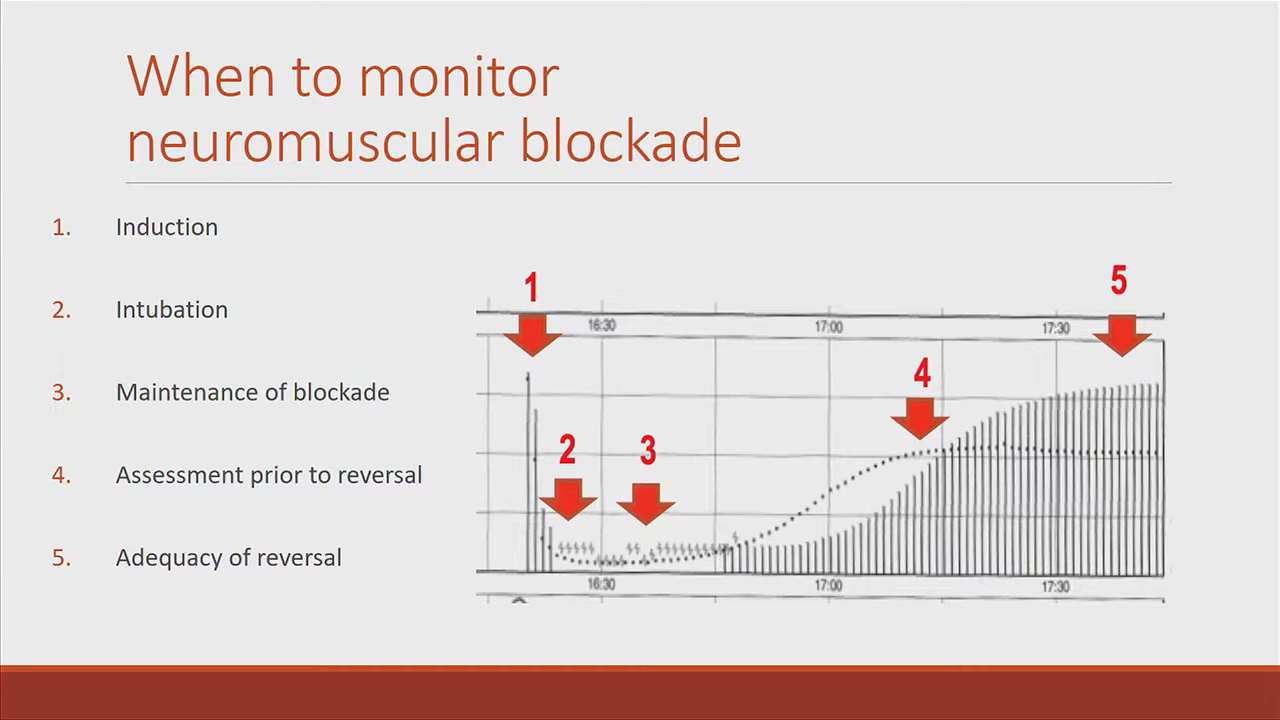 When to monitor
neuromuscular blockade
1. Induction
2. Intubation
3. Maintenance of blockade
4. Assessment prior to reversal
5. Adequacy of reversal
1
5
16:30
17:00
17:30
4
2
3
16:30
17:00
17:30